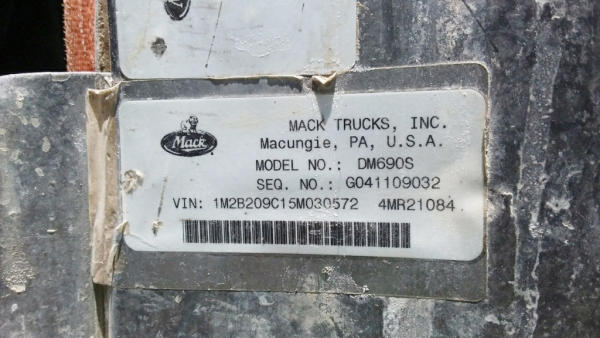 Mack
MACK TRUCKS, INC.
Macungie, PA, U.S.A.
MODEL NO.: DM690S
SEQ. NO.: G041109032
VIN: 1M2B209C15M030572 4MR21084